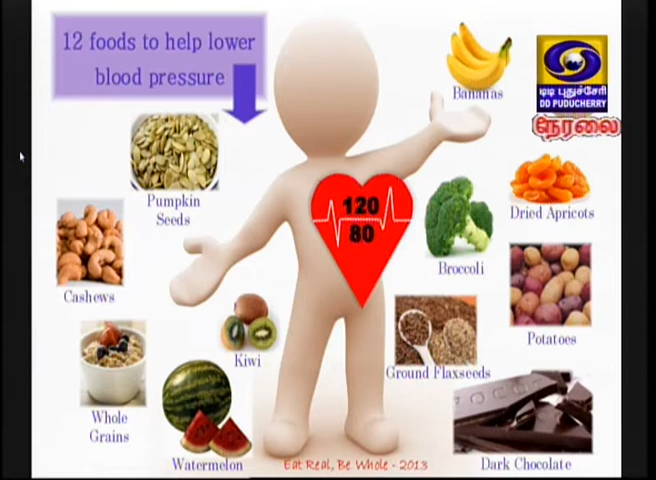 12 foods to help lower
blood pressure
Bananas
டிடி புதுச்சேரி
DD PUDUCHERRY
நேரலை
Pumpkin
Seeds
120
80
Dried Apricots
Broccoli
Cashews
Potatoes
Kiwi
Ground Flaxseeds
Whole
Grains
Watermelon
Eat Real, Be Whole - 2013
Dark Chocolate